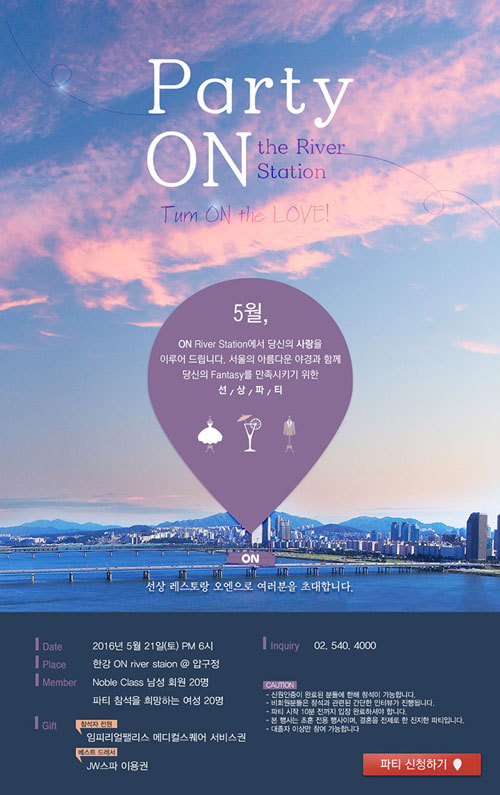 Party
ON
the River
Station
Turn ON the LOVE!
5월,
ON River Station에서 당신의 사랑을
이루어 드립니다. 서울의 아름다운 야경과 함께
당신의 Fantasy를 만족시키기 위한
선 / 상 / 파 / 티
ON
선상 레스토랑 오엔으로 여러분을 초대합니다.
Date 2016년 5월 21일(토) PM 6시
Place 한강 ON river staion @ 압구정
Member Noble Class 남성 회원 20명
파티 참석을 희망하는 여성 20명
Gift 참석자 전원
임피리얼팰리스 메디컬스퀘어 서비스권
베스트 드레서
JW스파 이용권
Inquiry 02. 540. 4000
CAUTION
- 신원인증이 완료된 분들에 한해 참석이 가능합니다.
- 비회원분들은 참석과 관련된 간단한 인터뷰가 진행됩니다.
- 파티 시작 10분 전까지 입장 완료하셔야 합니다.
- 본 행사는 초혼 전용 행사이며, 결혼을 전제로 한 진지한 파티입니다.
- 대졸자 이상만 참여 가능합니다
파티 신청하기